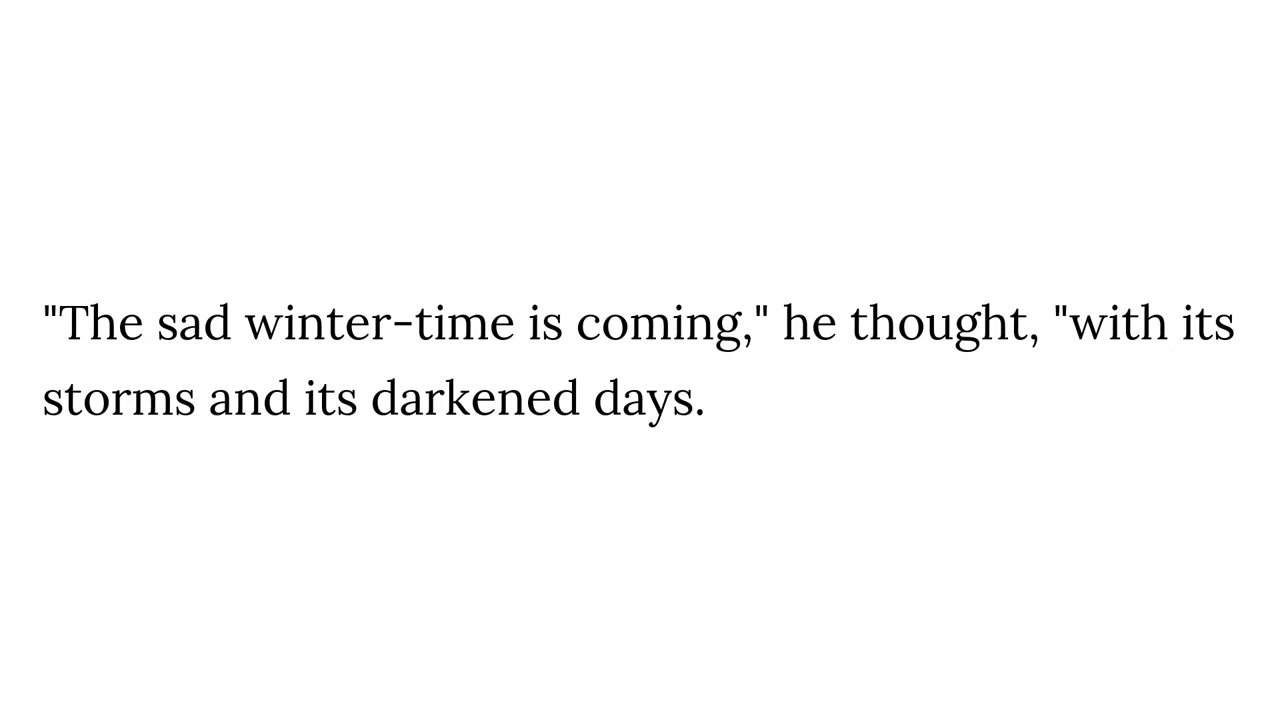 "The sad winter-time is coming," he thought, "with its
storms and its darkened days.